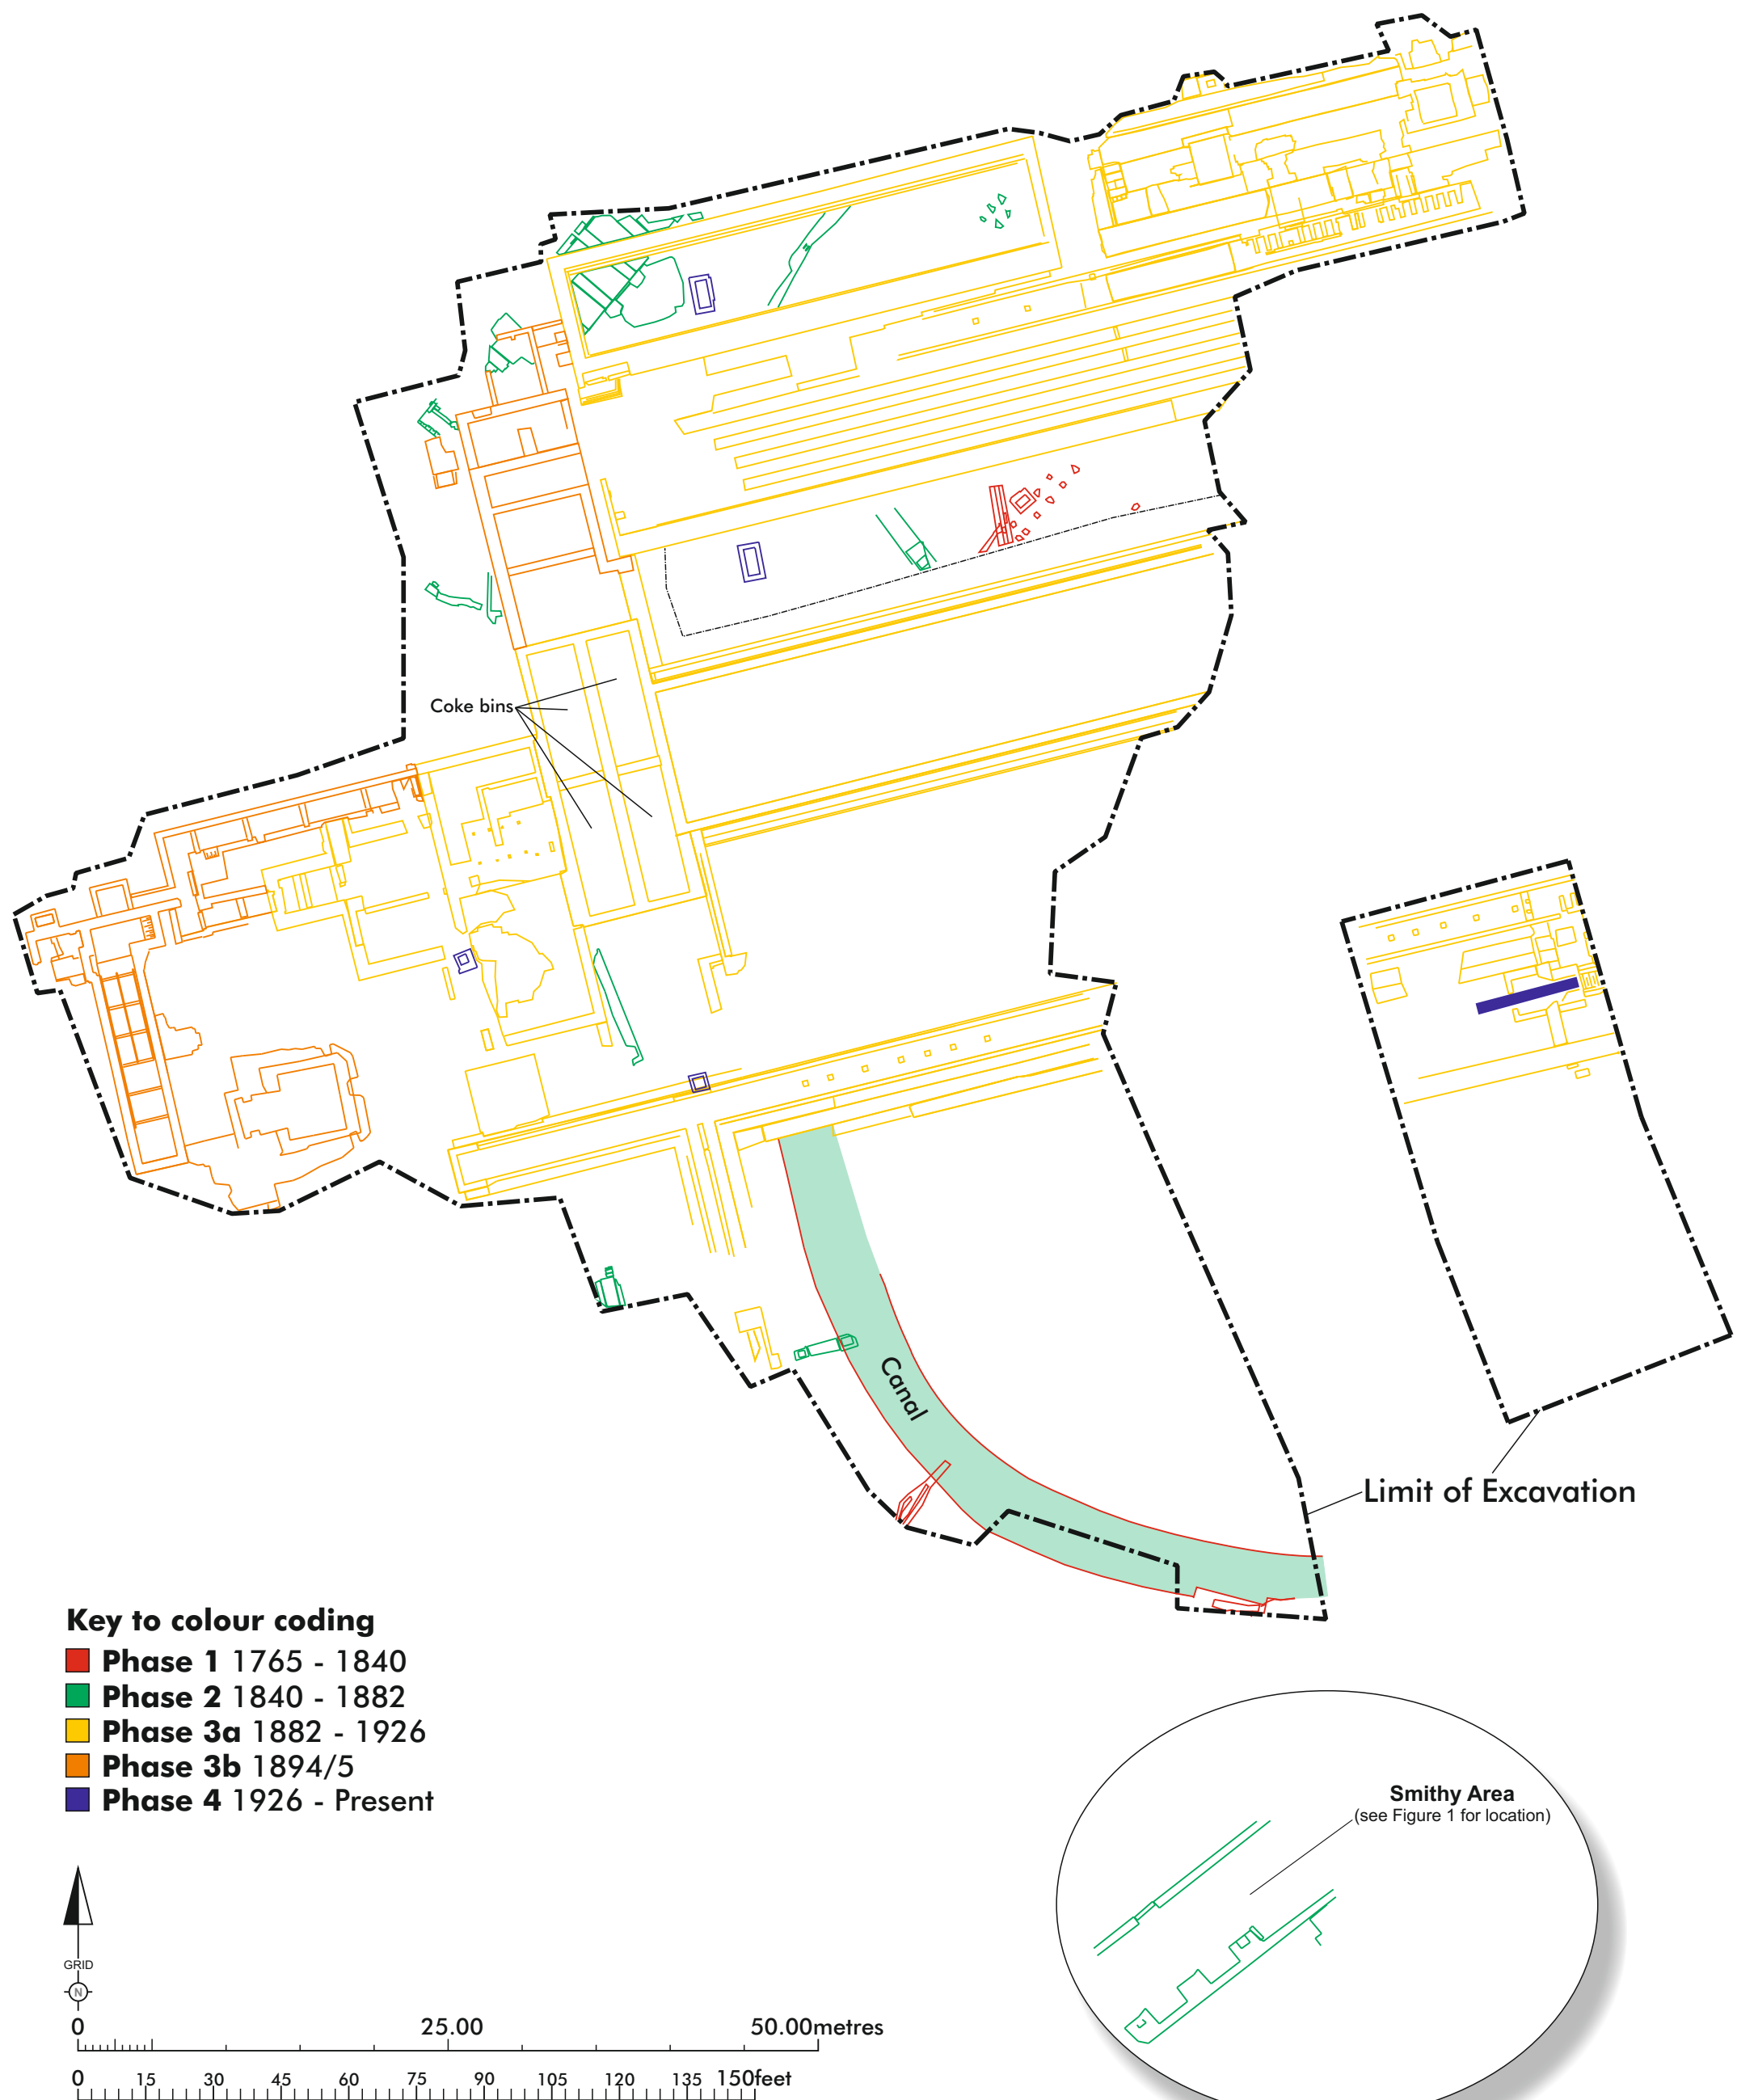 Coke bins
Canal
Limit of Excavation
Key to colour coding
Phase 1 1765 - 1840
Phase 2 1840 - 1882
Phase 3a 1882 - 1926
Phase 3b 1894/5
Phase 4 1926 - Present
Smithy Area
(see Figure 1 for location)
GRID
N
0 25.00 50.00metres
0 15 30 45 60 75 90 105 120 135 150feet